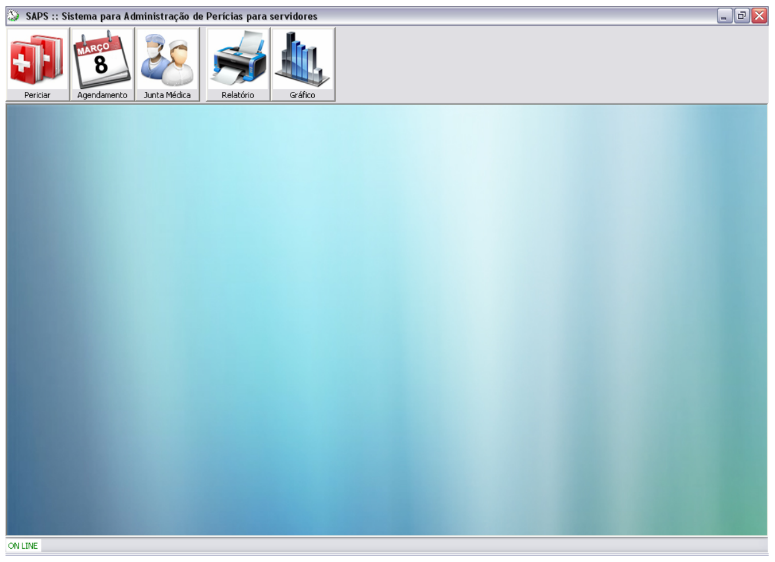 SAPS :: Sistema para Administração de Perícias para servidores
MARÇO
8
Periciar
Agendamento
Junta Médica
Relatório
Gráfico
ON LINE